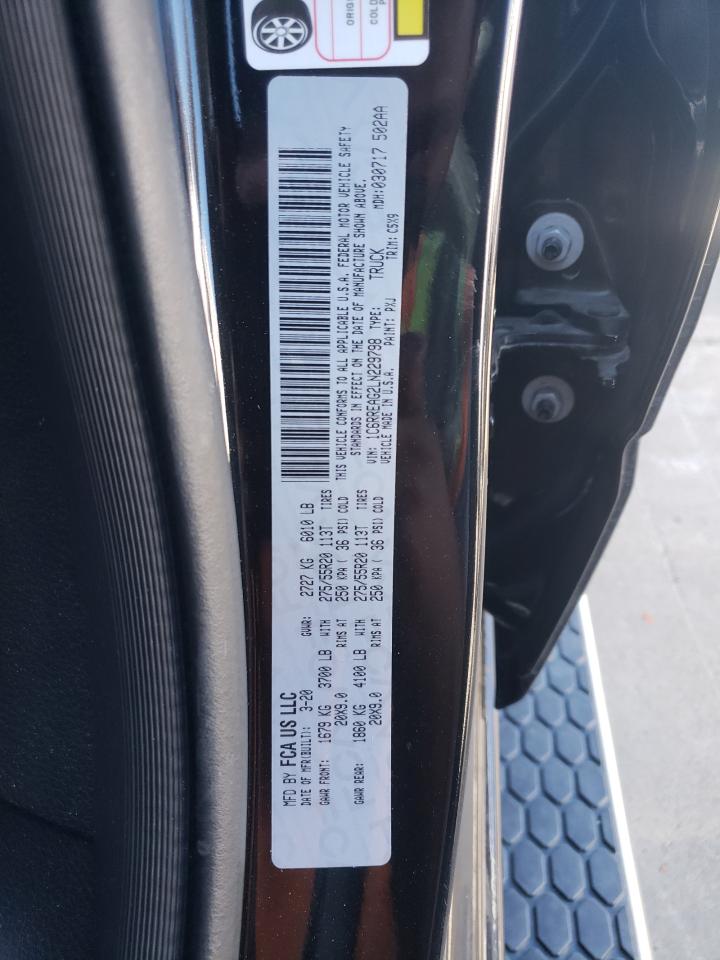 ORIG
COLD
P
MFD BY FCA US LLC
DATE OF MFR(BUILT): 3-20 GVWR: 2727 KG 6010 LB
GAWR FRONT: 1679 KG 3700 LB WITH 275/55R20 113T TIRES
20X9.0 RIMS AT 250 KPA ( 36 PSI) COLD
GAWR REAR: 1860 KG 4100 LB WITH 275/55R20 113T TIRES
20X9.0 RIMS AT 250 KPA ( 36 PSI) COLD
THIS VEHICLE CONFORMS TO ALL APPLICABLE U.S.A. FEDERAL MOTOR VEHICLE SAFETY
STANDARDS IN EFFECT ON THE DATE OF MANUFACTURE SHOWN ABOVE.
VIN: 1C6RREAG2LN229798 TYPE: TRUCK MDH:030717 502AA
VEHICLE MADE IN U.S.A. PAINT: PXJ TRIM: C5X9